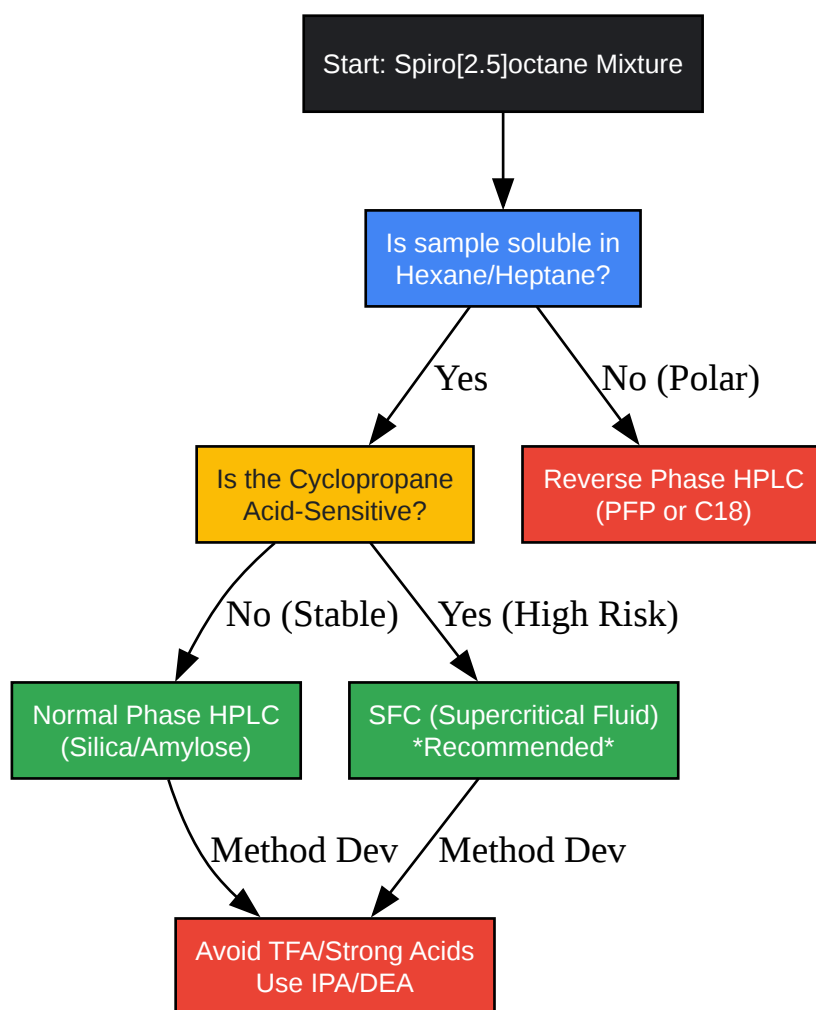 Start: Spiro[2.5]octane Mixture
Is sample soluble in
Hexane/Heptane?
Yes
No (Polar)
Is the Cyclopropane
Acid-Sensitive?
Reverse Phase HPLC
(PFP or C18)
No (Stable)
Yes (High Risk)
Normal Phase HPLC
(Silica/Amylose)
SFC (Supercritical Fluid)
*Recommended*
Method Dev
Method Dev
Avoid TFA/Strong Acids
Use IPA/DEA